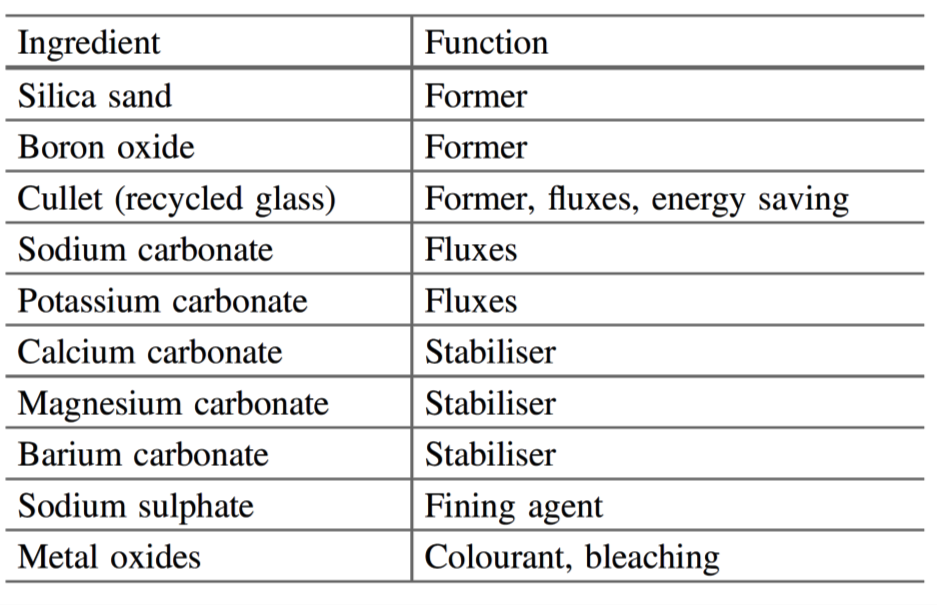 Ingredient Function
Silica sand Former
Boron oxide Former
Cullet (recycled glass) Former, fluxes, energy saving
Sodium carbonate Fluxes
Potassium carbonate Fluxes
Calcium carbonate Stabiliser
Magnesium carbonate Stabiliser
Barium carbonate Stabiliser
Sodium sulphate Fining agent
Metal oxides Colourant, bleaching